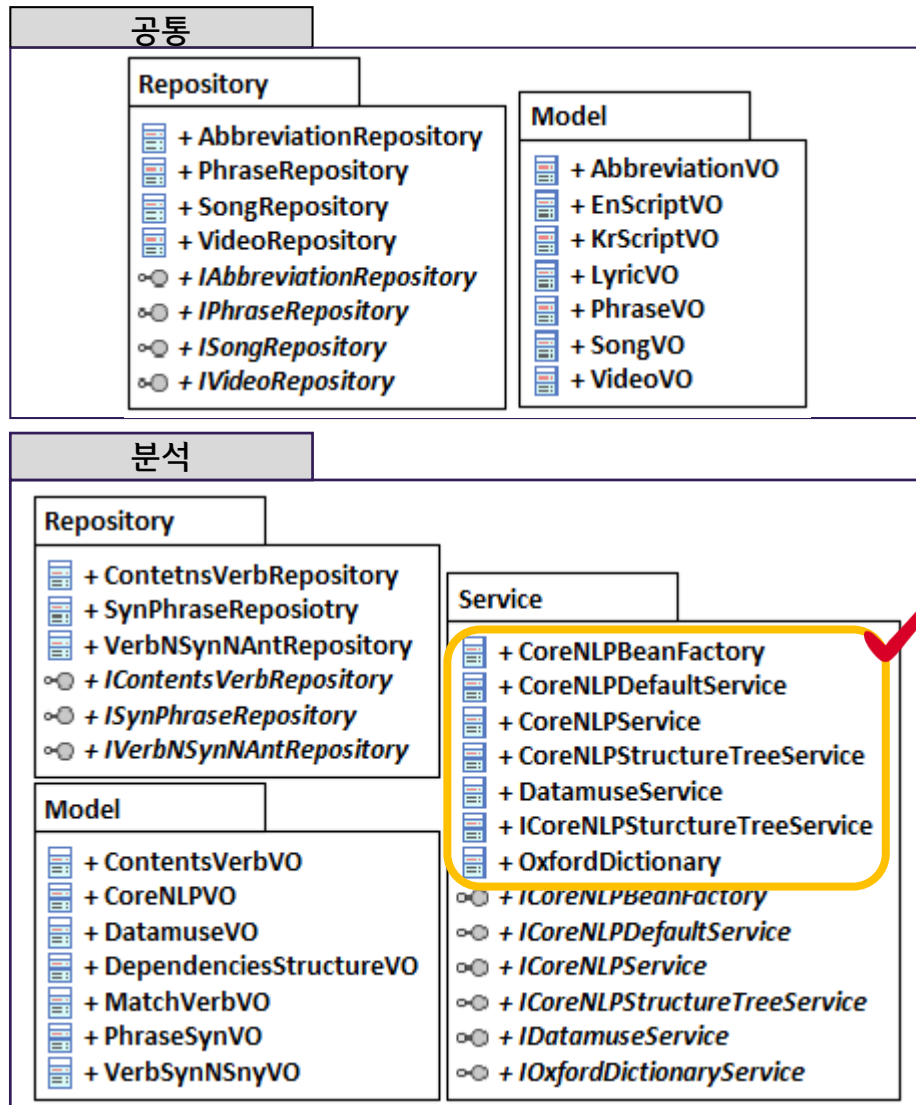 공통
Repository
+ AbbreviationRepository
+ PhraseRepository
+ SongRepository
+ VideoRepository
+ IAbbreviationRepository
+ IPhraseRepository
+ ISongRepository
+ IVideoRepository
Model
+ AbbreviationVO
+ EnScriptVO
+ KrScriptVO
+ LyricVO
+ PhraseVO
+ SongVO
+ VideoVO
분석
Repository
+ ContetnsVerbRepository
+ SynPhraseReposiotry
+ VerbNSynNAntRepository
+ IContentsVerbRepository
+ ISynPhraseRepository
+ IVerbNSynNAntRepository
Model
+ ContentsVerbVO
+ CoreNLPVO
+ DatamuseVO
+ DependenciesStructureVO
+ MatchVerbVO
+ PhraseSynVO
+ VerbSynNSnyVO
Service
+ CoreNLPBeanFactory
+ CoreNLPDefaultService
+ CoreNLPService
+ CoreNLPStructureTreeService
+ DatamuseService
+ ICoreNLPSturctureTreeService
+ OxfordDictionary
+ ICoreNLPBeanFactory
+ ICoreNLPDefaultService
+ ICoreNLPService
+ ICoreNLPStructureTreeService
+ IDatamuseService
+ IOxfordDictionaryService